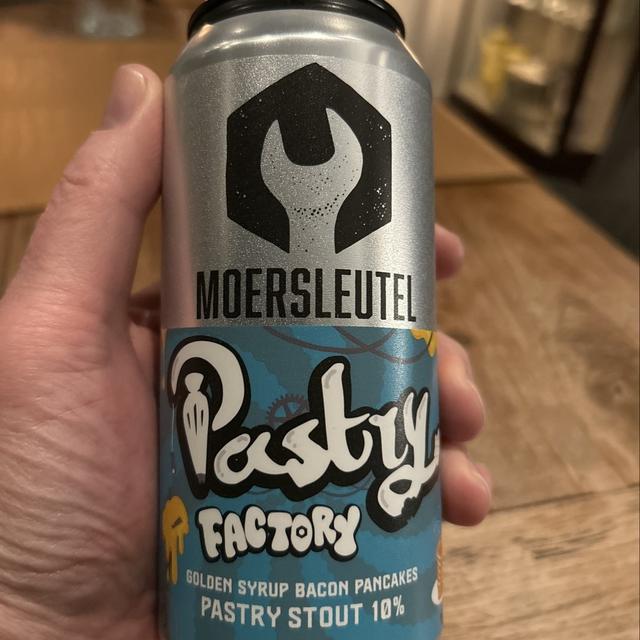 MOERSLEUTEL
Pastry
FACTORY
GOLDEN SYRUP BACON PANCAKES
PASTRY STOUT 10%